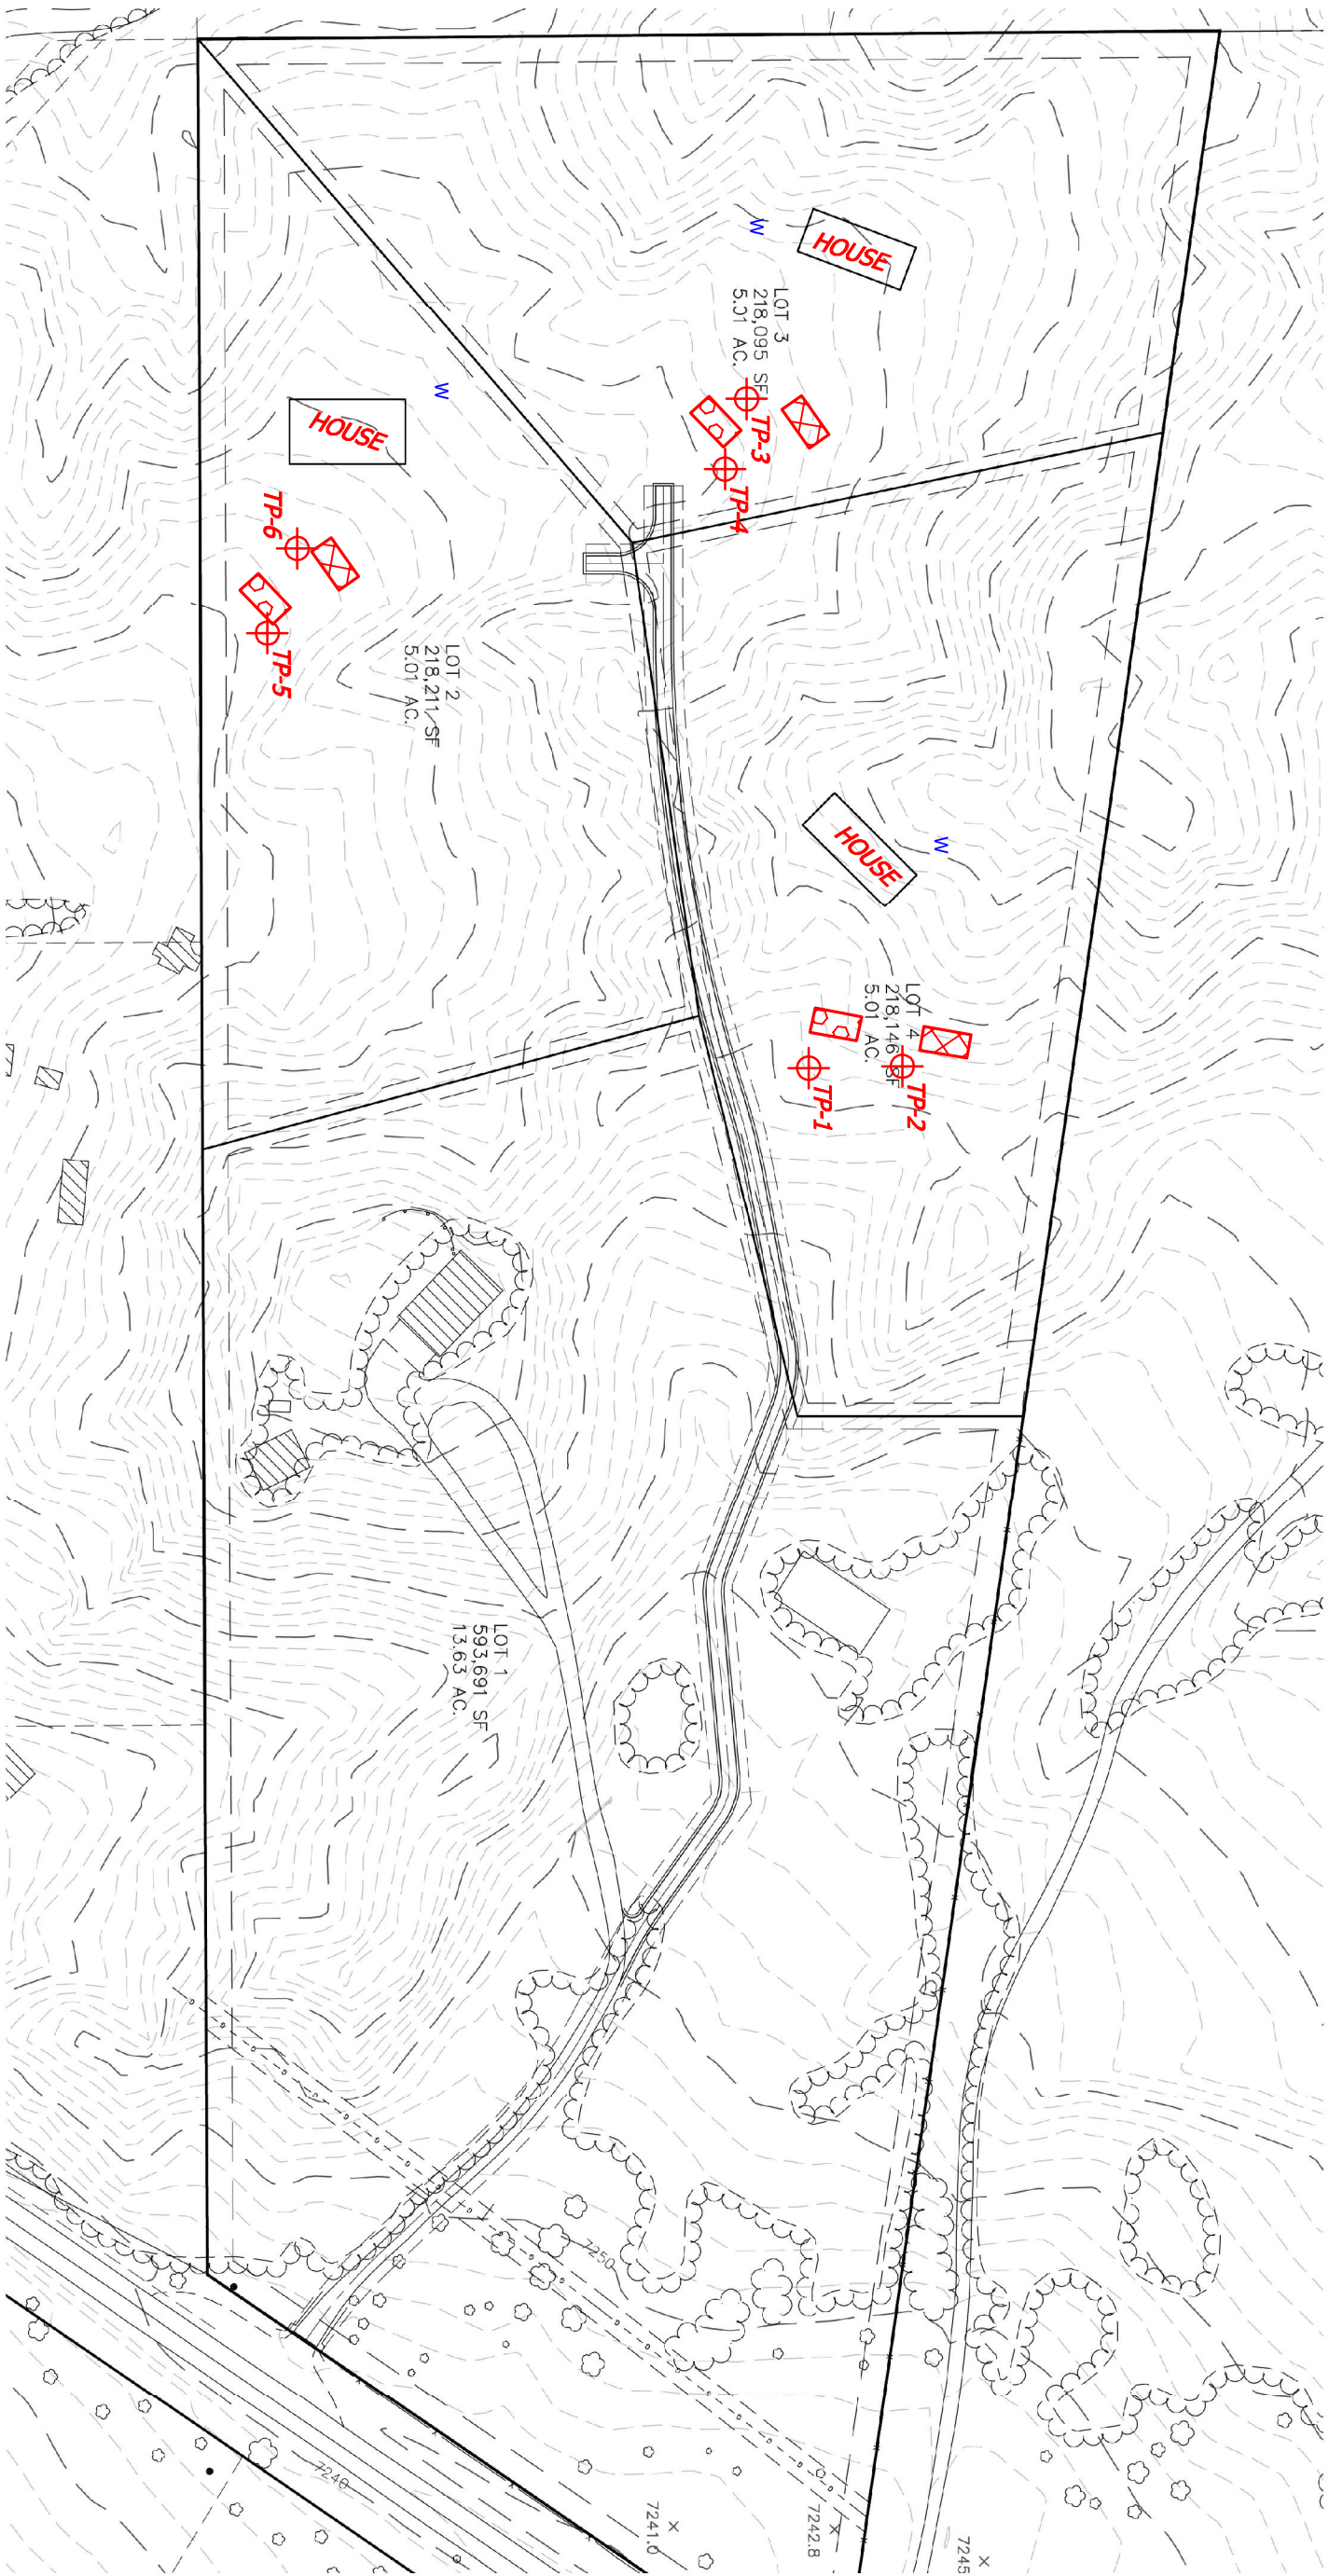 W
HOUSE
LOT 3
218,095 SF
5.01 AC.
TP-3
TP-4
W
HOUSE
TP-6
TP-5
LOT 2
218,211 SF
5.01 AC.
HOUSE
W
LOT 4
218,146 SF
5.01 AC.
TP-2
TP-1
LOT 1
593,691 SF
13.63 AC.
7250
7240
7241.0
7242.8
7245